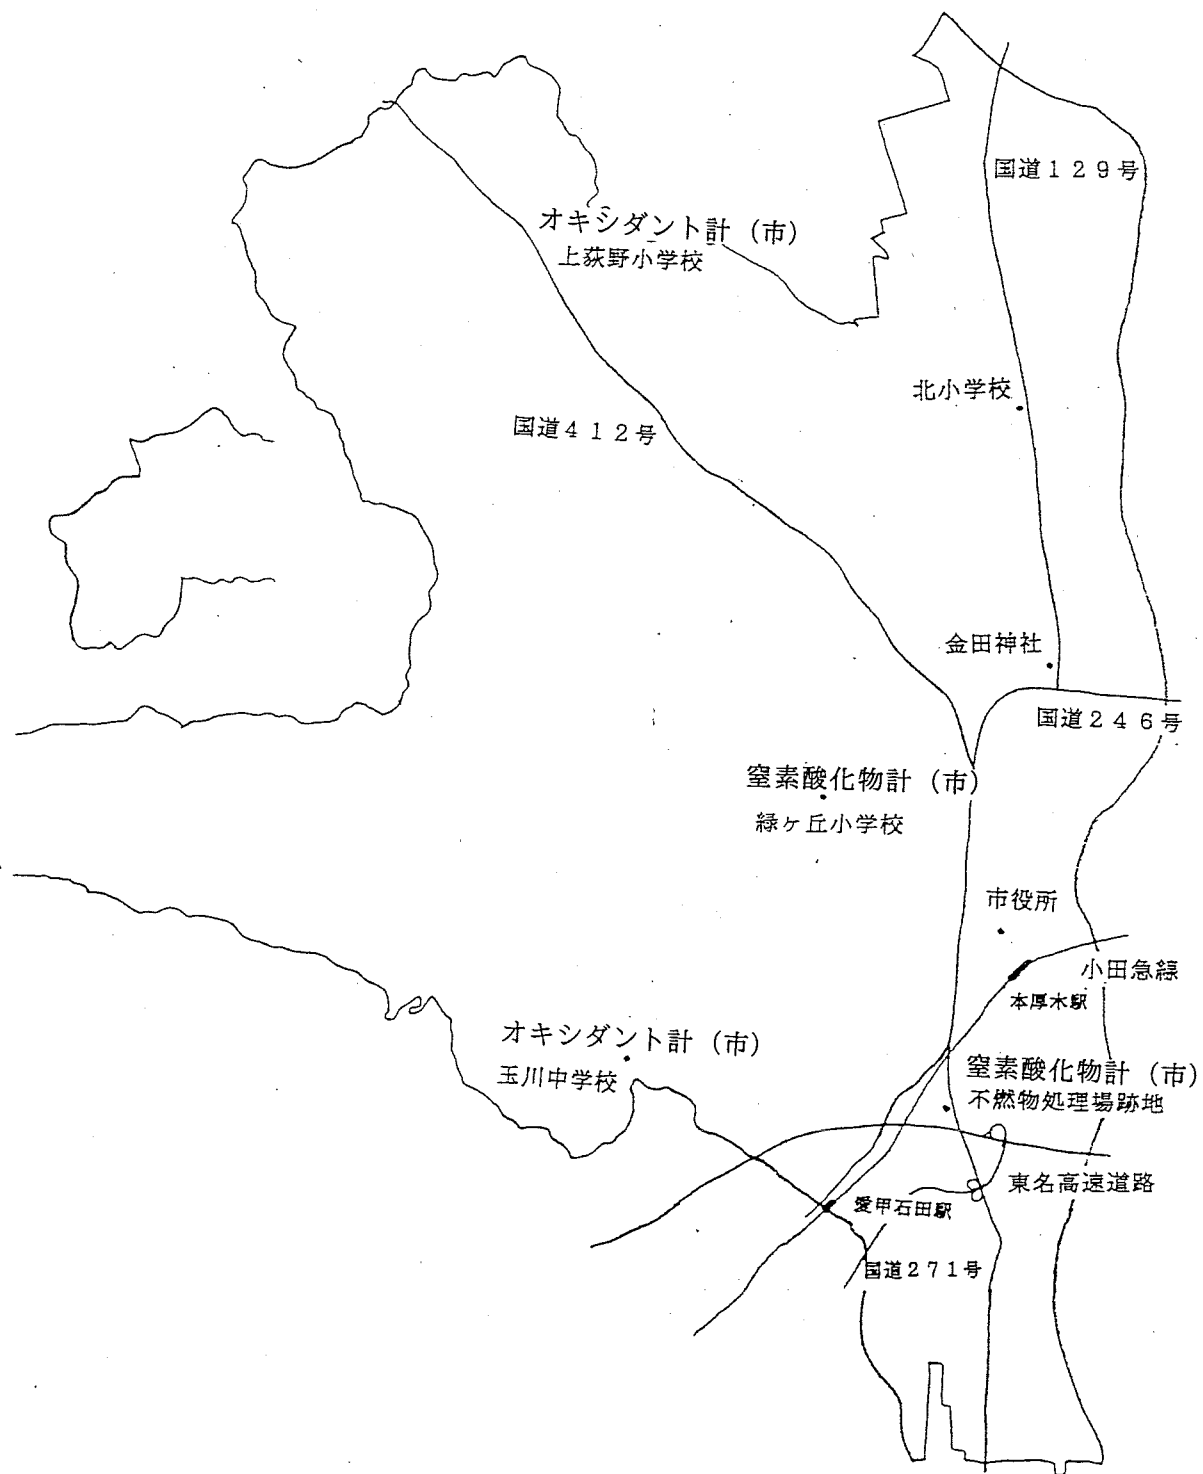 国道１２９号
オキシダント計（市）
上荻野小学校
北小学校
国道４１２号
金田神社
国道２４６号
窒素酸化物計（市）
緑ヶ丘小学校
市役所
小田急線
本厚木駅
オキシダント計（市）
玉川中学校
窒素酸化物計（市）
不燃物処理場跡地
東名高速道路
愛甲石田駅
国道２７１号